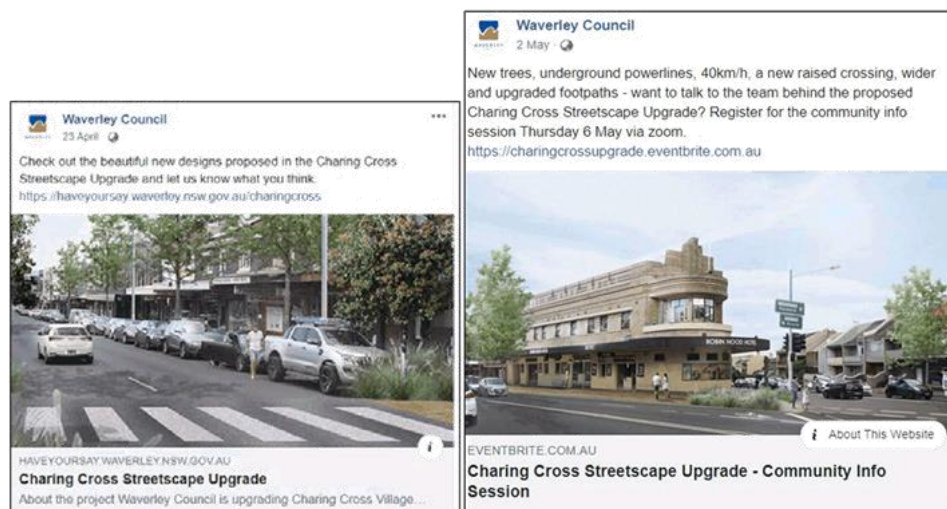 Waverley Council
23 April
Check out the beautiful new designs proposed in the Charing Cross
Streetscape Upgrade and let us know what you think.
https://haveyoursay.waverley.nsw.gov.au/charingcross
HAVEYOURSAY.WAVERLEY.NSW.GOV.AU
Charing Cross Streetscape Upgrade
About the project Waverley Council is upgrading Charing Cross Village...
Waverley Council
2 May
New trees, underground powerlines, 40km/h, a new raised crossing, wider
and upgraded footpaths - want to talk to the team behind the proposed
Charing Cross Streetscape Upgrade? Register for the community info
session Thursday 6 May via zoom.
https://charingcrossupgrade.eventbrite.com.au
ROBIN HOOD HOTEL
i About This Website
EVENTBRITE.COM.AU
Charing Cross Streetscape Upgrade - Community Info
Session